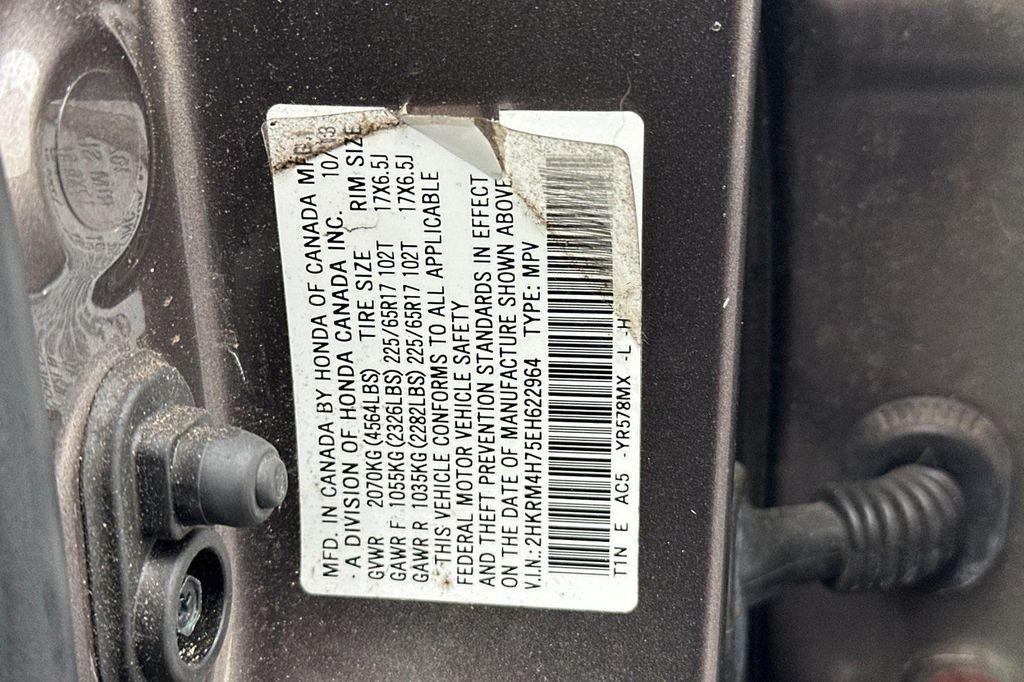 MFD. IN CANADA BY HONDA OF CANADA MFG
- A DIVISION OF HONDA CANADA INC. 10/13
GVWR 2070KG(4564LBS) TIRE SIZE RIM SIZE
GAWR F 1055KG(2326LBS) 225/65R17 102T 17X6.5J
GAWR R 1035KG(2282LBS) 225/65R17 102T 17X6.5J
THIS VEHICLE CONFORMS TO ALL APPLICABLE
FEDERAL MOTOR VEHICLE SAFETY
AND THEFT PREVENTION STANDARDS IN EFFECT
ON THE DATE OF MANUFACTURE SHOWN ABOVE
V.I.N.: 2HKRM4H75EH622964 TYPE: MPV
T1N E AC5 -YR578MX -L -H